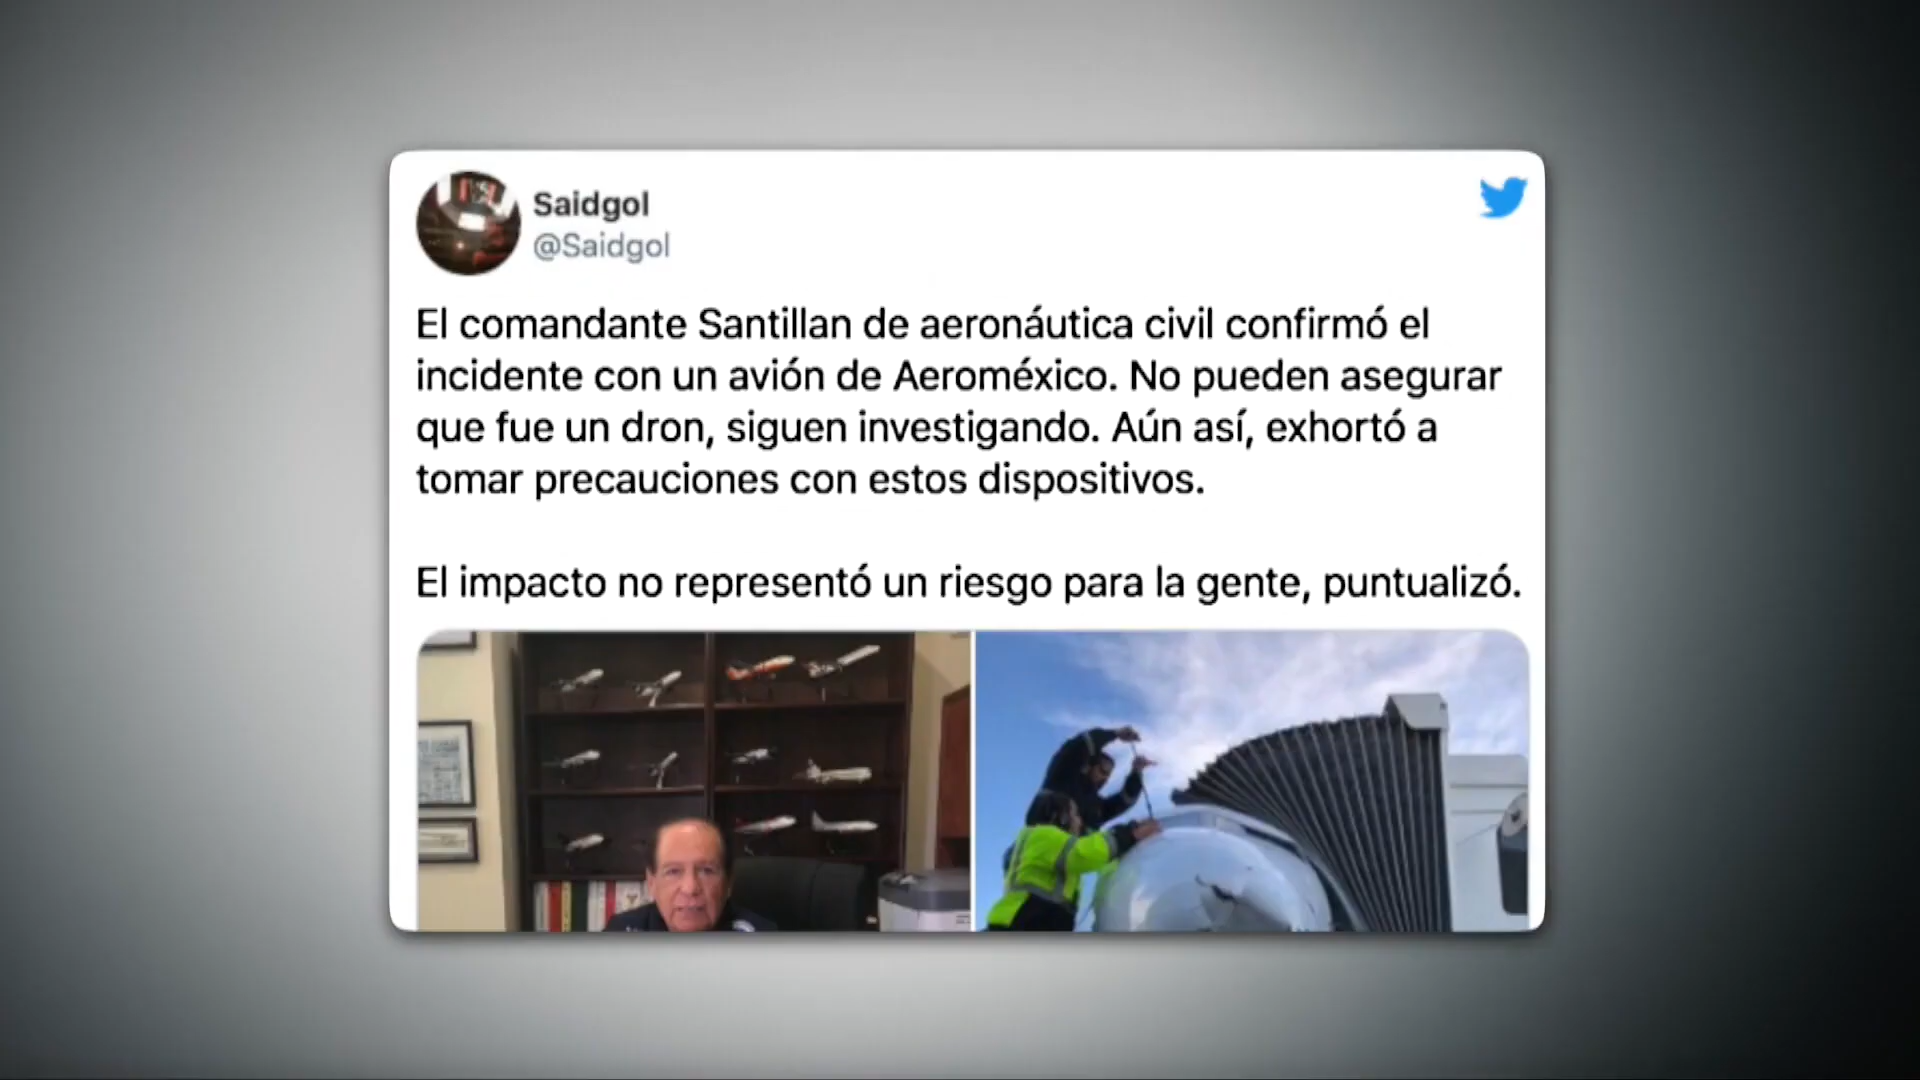 Saidgol
@Saidgol
El comandante Santillan de aeronáutica civil confirmó el
incidente con un avión de Aeroméxico. No pueden asegurar
que fue un dron, siguen investigando. Aún así, exhortó a
tomar precauciones con estos dispositivos.
El impacto no representó un riesgo para la gente, puntualizó.